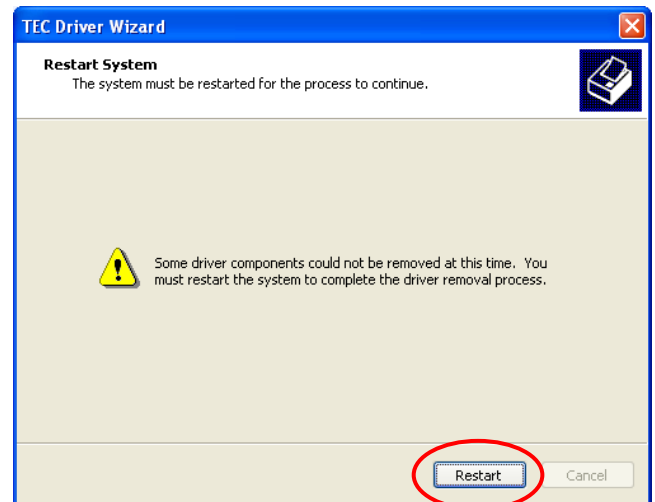 TEC Driver Wizard
Restart System
The system must be restarted for the process to continue.
Some driver components could not be removed at this time. You
must restart the system to complete the driver removal process.
Restart Cancel